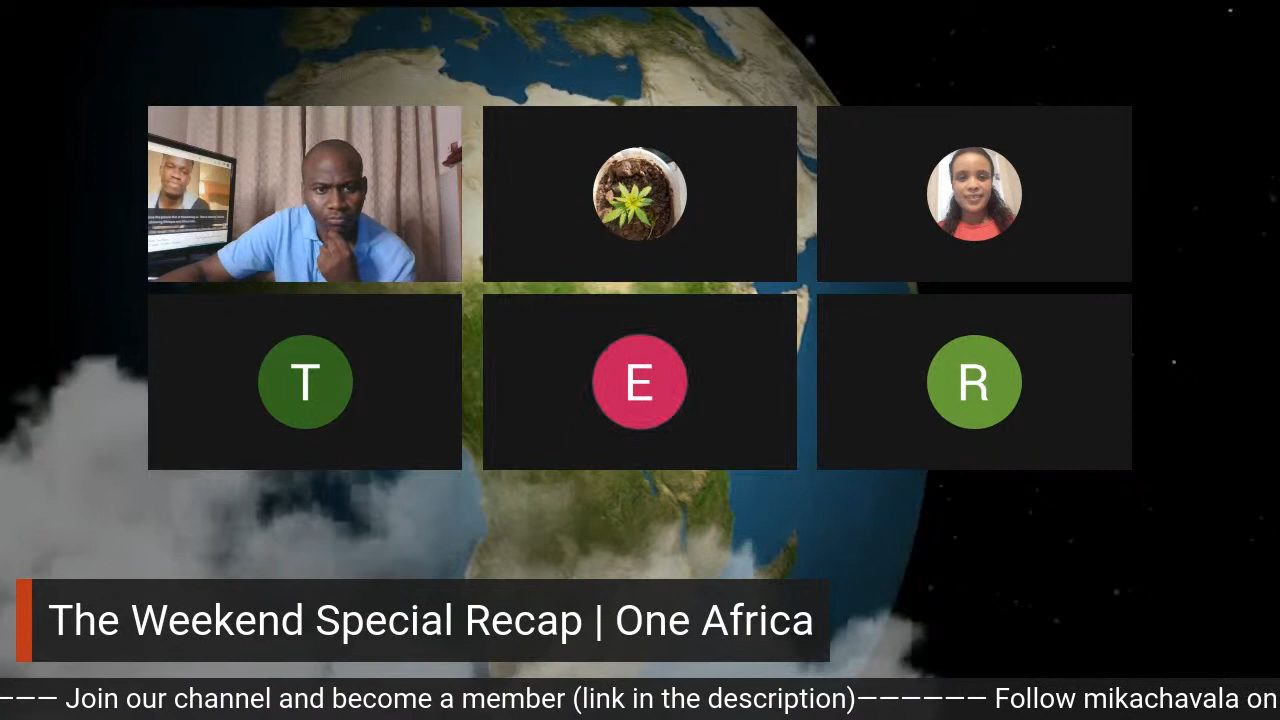 T
E
R
The Weekend Special Recap | One Africa
––– Join our channel and become a member (link in the description)–––––– Follow mikachavala on